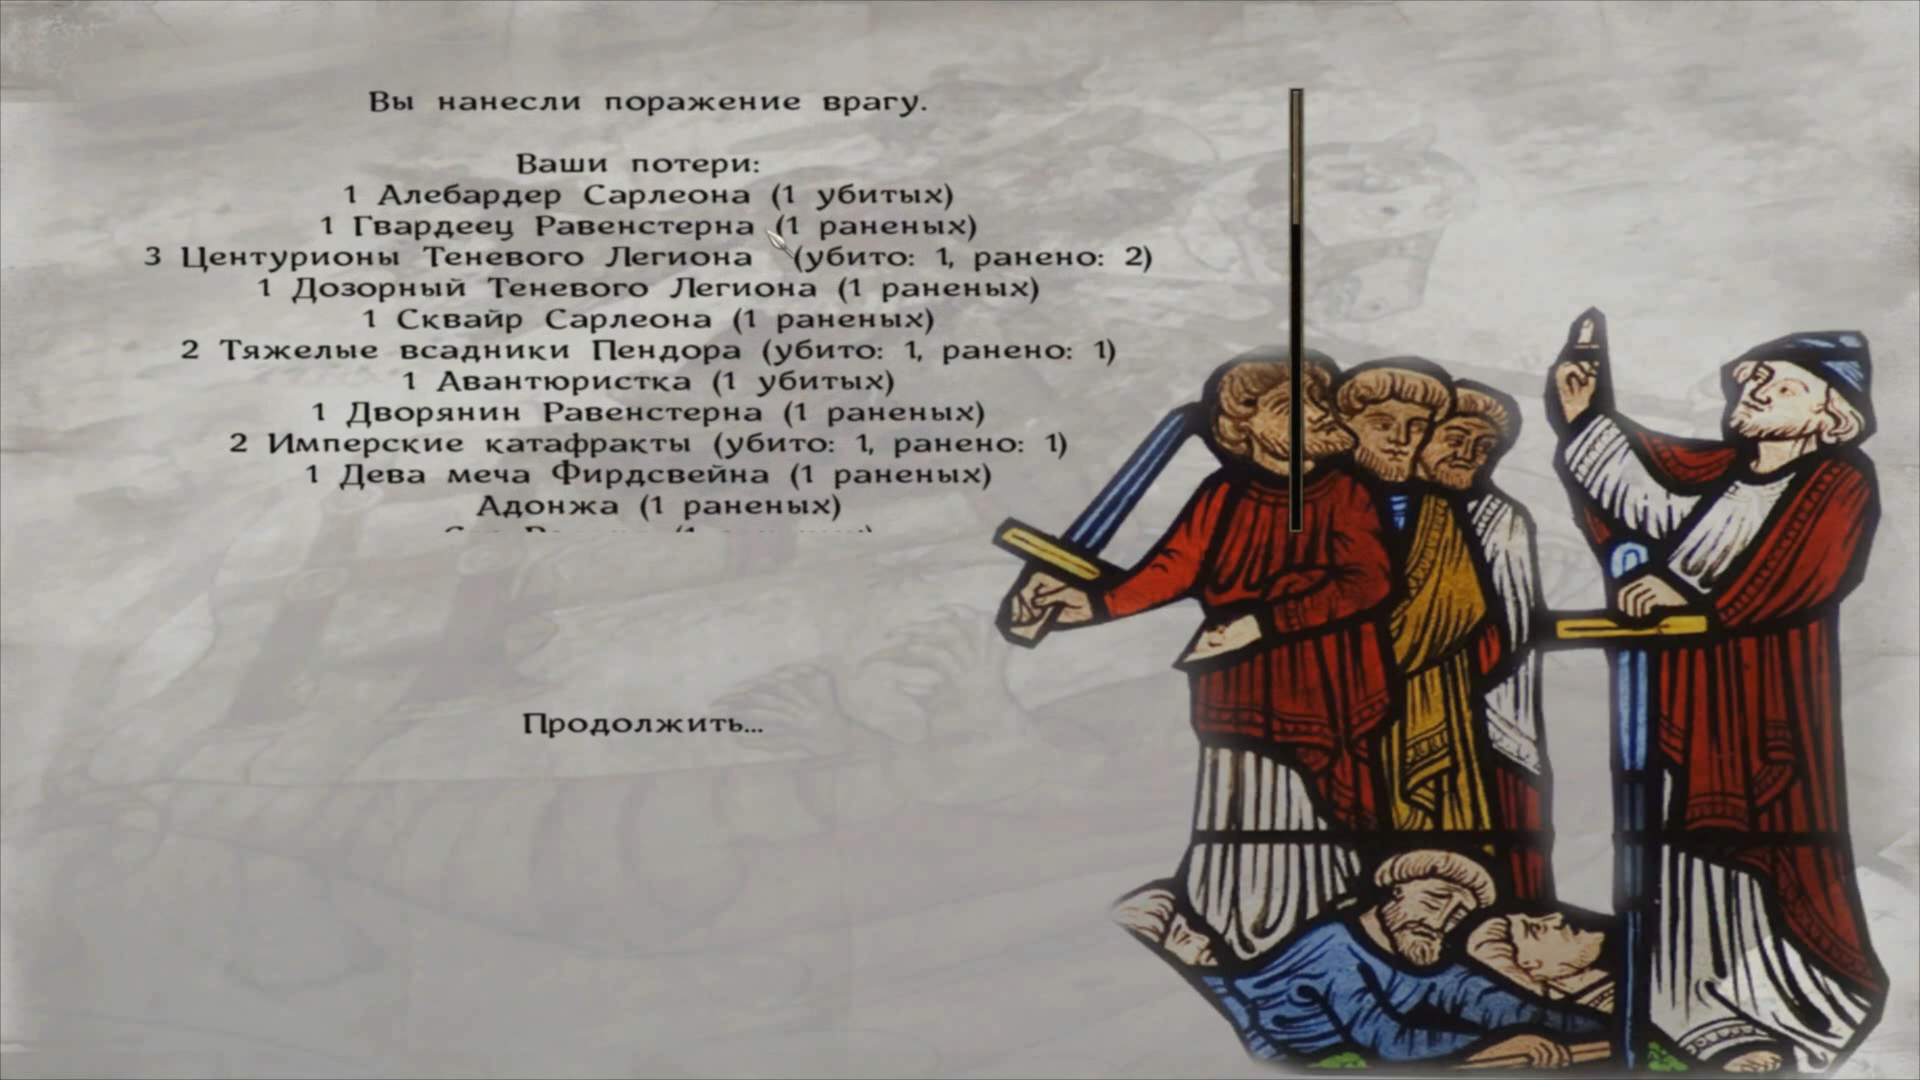 Вы нанесли поражение врагу.
Ваши потери:
1 Алебардер Сарлеона (1 убитых)
1 Гвардеец Равенстерна (1 раненых)
3 Центурионы Теневого Легиона (убито: 1, ранено: 2)
1 Дозорный Теневого Легиона (1 раненых)
1 Сквайр Сарлеона (1 раненых)
2 Тяжелые всадники Пендора (убито: 1, ранено: 1)
1 Авантюристка (1 убитых)
1 Дворянин Равенстерна (1 раненых)
2 Имперские катафракты (убито: 1, ранено: 1)
1 Дева меча Фирдсвейна (1 раненых)
Адонжа (1 раненых)
Продолжить...